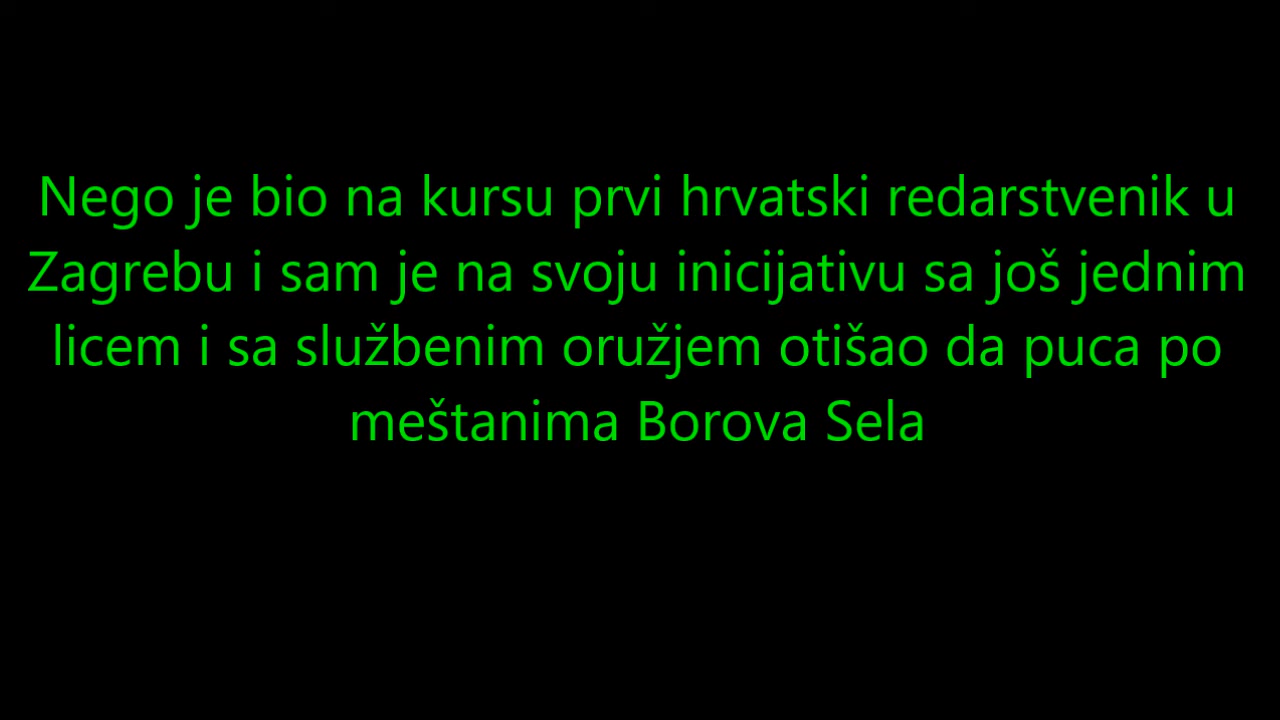 Nego je bio na kursu prvi hrvatski redarstvenik u
Zagrebu i sam je na svoju inicijativu sa još jednim
licem i sa službenim oružjem otišao da puca po
meštanima Borova Sela